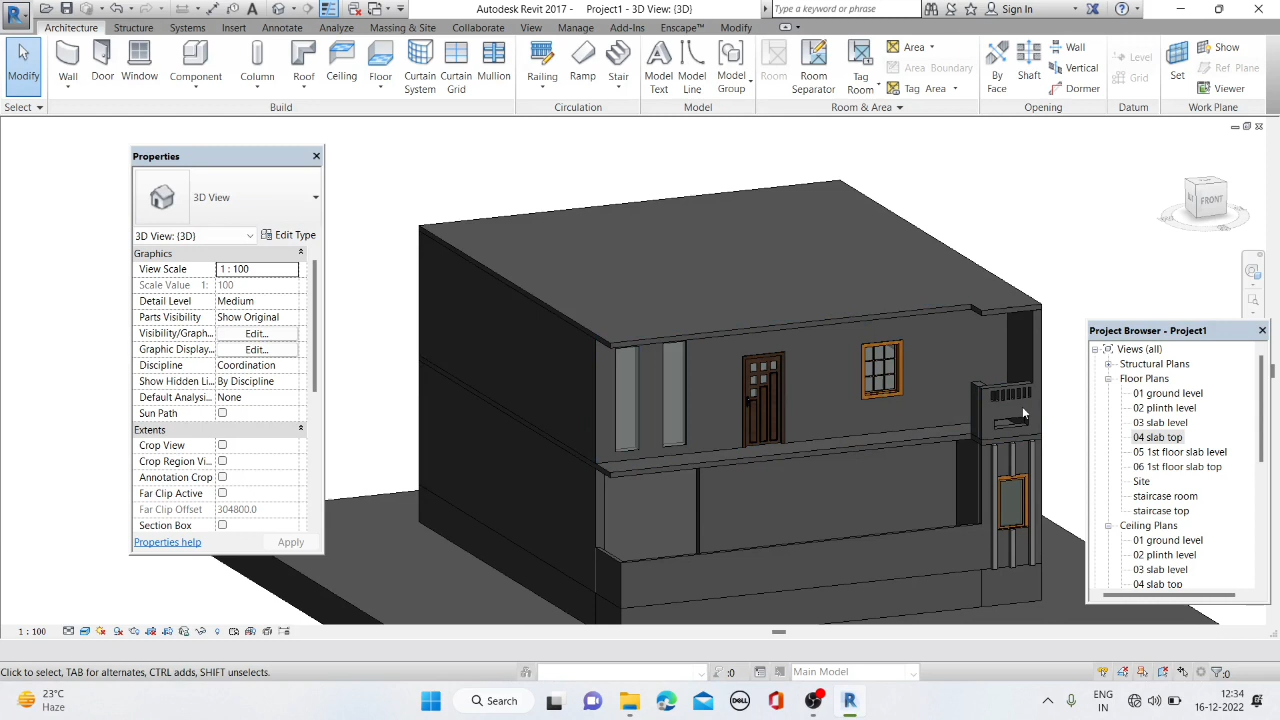 Autodesk Revit 2017 - Project1 - 3D View: {3D}
Type a keyword or phrase
Sign In
Architecture Structure Systems Insert Annotate Analyze Massing & Site Collaborate View Manage Add-Ins Escape™ Modify
Modify
Wall
Door
Window
Component
Column
Roof
Ceiling
Floor
Curtain System
Curtain Grid
Mullion
Railing
Ramp
Stair
Model Text
Model Line
Model Group
Room
Room Separator
Tag Room
Area
Area Boundary
Tag Area
By Face
Shaft
Wall
Vertical
Dormer
Level
Grid
Set
Show
Ref Plane
Viewer
Select
Build
Circulation
Model
Room & Area
Opening
Datum
Work Plane
Properties
3D View
3D View: {3D} Edit Type
Graphics
View Scale 1 : 100
Scale Value 1: 100
Detail Level Medium
Parts Visibility Show Original
Visibility/Graph... Edit...
Graphic Display... Edit...
Discipline Coordination
Show Hidden Li... By Discipline
Default Analysi... None
Sun Path
Extents
Crop View
Crop Region Vi...
Annotation Crop
Far Clip Active
Far Clip Offset 304800.0
Section Box
Properties help Apply
FRONT
Project Browser - Project1
Views (all)
Structural Plans
Floor Plans
01 ground level
02 plinth level
03 slab level
04 slab top
05 1st floor slab level
06 1st floor slab top
Site
staircase room
staircase top
Ceiling Plans
01 ground level
02 plinth level
03 slab level
04 slab top
1 : 100
Click to select, TAB for alternates, CTRL adds, SHIFT unselects.
:0
Main Model
:0
23°C
Haze
Search
ENG
IN
12:34
16-12-2022